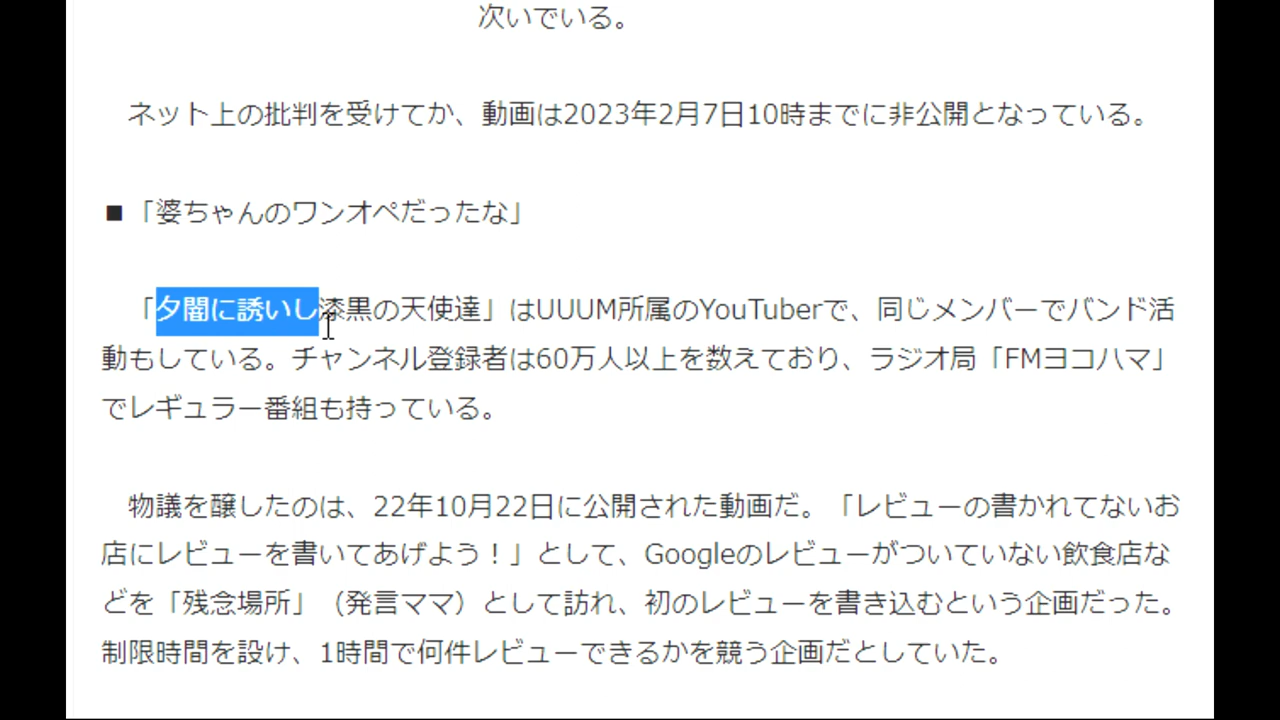 次いでいる。
ネット上の批判を受けてか、動画は2023年2月7日10時までに非公開となっている。
■「婆ちゃんのワンオペだったな」
「夕闇に誘いし漆黒の天使達」はUUUM所属のYouTuberで、同じメンバーでバンド活
動もしている。チャンネル登録者は60万人以上を数えており、ラジオ局「FMヨコハマ」
でレギュラー番組も持っている。
物議を醸したのは、22年10月22日に公開された動画だ。「レビューの書かれてないお
店にレビューを書いてあげよう！」として、Googleのレビューがついていない飲食店な
どを「残念場所」（発言ママ）として訪れ、初のレビューを書き込むという企画だった。
制限時間を設け、1時間で何件レビューできるかを競う企画だとしていた。